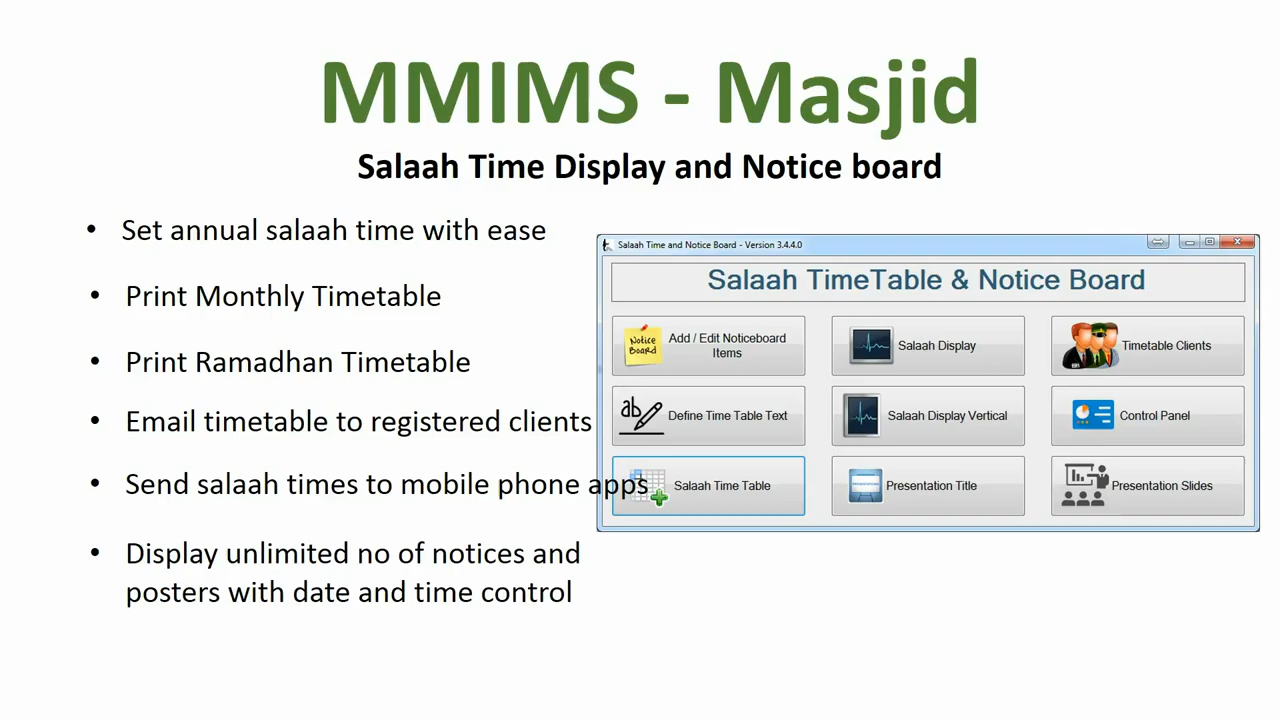 MMIMS - Masjid
Salaah Time Display and Notice board
• Set annual salaah time with ease
• Print Monthly Timetable
• Print Ramadhan Timetable
• Email timetable to registered clients
• Send salaah times to mobile phone apps
• Display unlimited no of notices and
posters with date and time control
Salaah Time and Notice Board - Version 3.4.4.0
Salaah TimeTable & Notice Board
Notice
Board
Add / Edit Noticeboard
Items
Salaah Display
Timetable Clients
ab
Define Time Table Text
Salaah Display Vertical
Control Panel
Salaah Time Table
Presentation Title
Presentation Slides